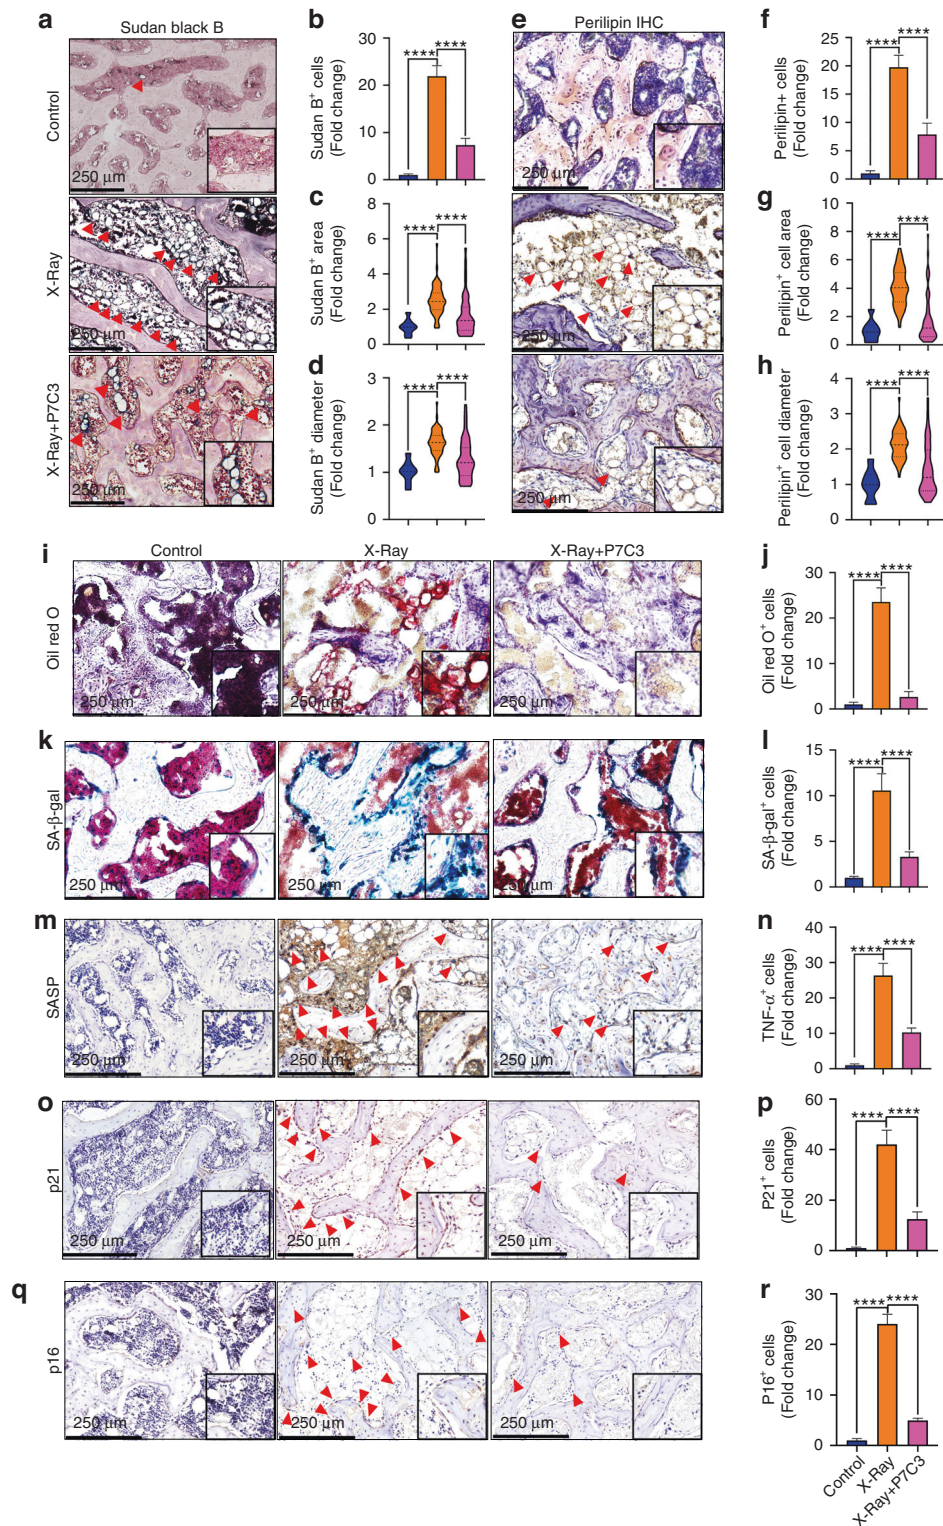 a
Sudan black B
Control
250 μm
X-Ray
250 μm
X-Ray+P7C3
250 μm
b
Sudan B+ cells
(Fold change)
30
20
10
0
****
****
c
Sudan B+ area
(Fold change)
8
6
4
2
0
****
****
d
Sudan B+ diameter
(Fold change)
3
2
1
0
****
****
e
Perilipin IHC
250 μm
250 μm
250 μm
f
Perilipin+ cells
(Fold change)
25
20
15
10
5
0
****
****
g
Perilipin+ cell area
(Fold change)
10
8
6
4
2
0
****
****
h
Perilipin+ cell diameter
(Fold change)
4
3
2
1
0
****
****
i
Control
X-Ray
X-Ray+P7C3
Oil red O
250 μm
250 μm
250 μm
j
Oil red O+ cells
(Fold change)
30
20
10
0
****
****
k
SA-β-gal
250 μm
250 μm
250 μm
l
SA-β-gal+ cells
(Fold change)
15
10
5
0
****
****
m
SASP
250 μm
250 μm
250 μm
n
TNF-α+ cells
(Fold change)
40
30
20
10
0
****
****
o
p21
250 μm
250 μm
250 μm
p
P21+ cells
(Fold change)
60
40
20
0
****
****
q
p16
250 μm
250 μm
250 μm
r
P16+ cells
(Fold change)
30
20
10
0
****
****
Control
X-Ray
X-Ray+P7C3